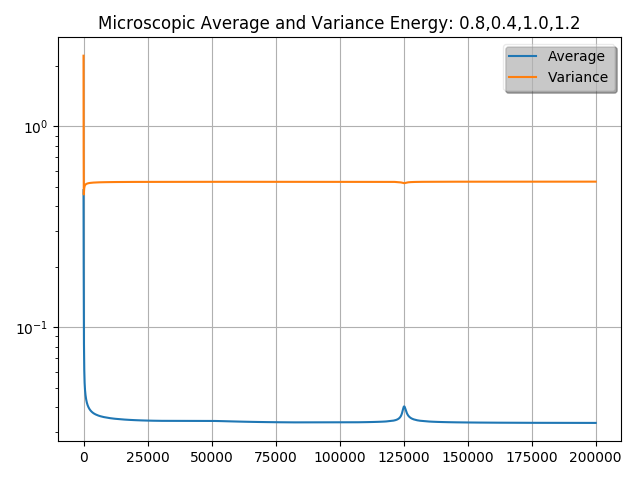 Microscopic Average and Variance Energy: 0.8,0.4,1.0,1.2
Average
Variance
10⁰
10⁻¹
0 25000 50000 75000 100000 125000 150000 175000 200000